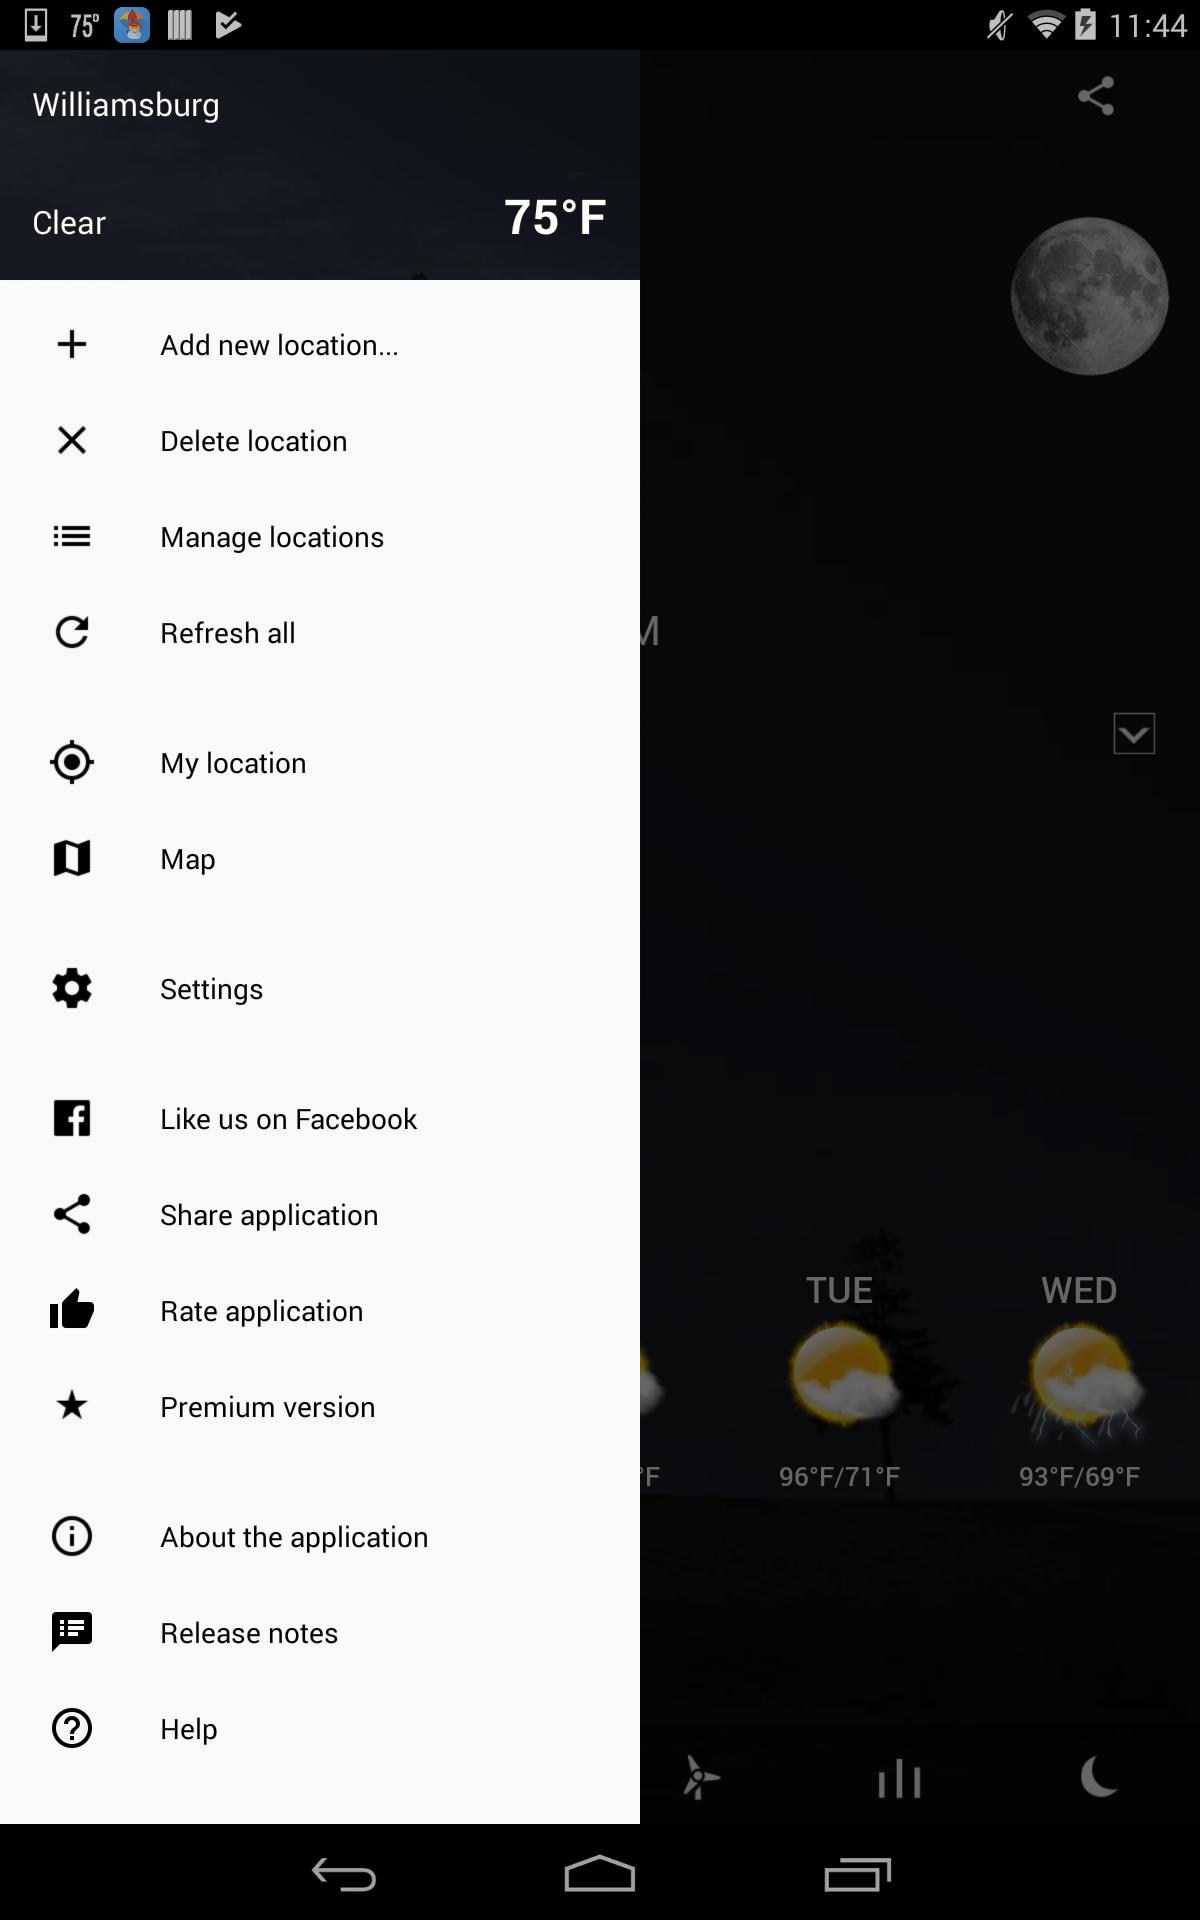 75°
11:44
Williamsburg
Clear
75°F
Add new location...
Delete location
Manage locations
Refresh all
My location
Map
Settings
Like us on Facebook
Share application
Rate application
Premium version
About the application
Release notes
Help
M
TUE
WED
°F
96°F/71°F
93°F/69°F